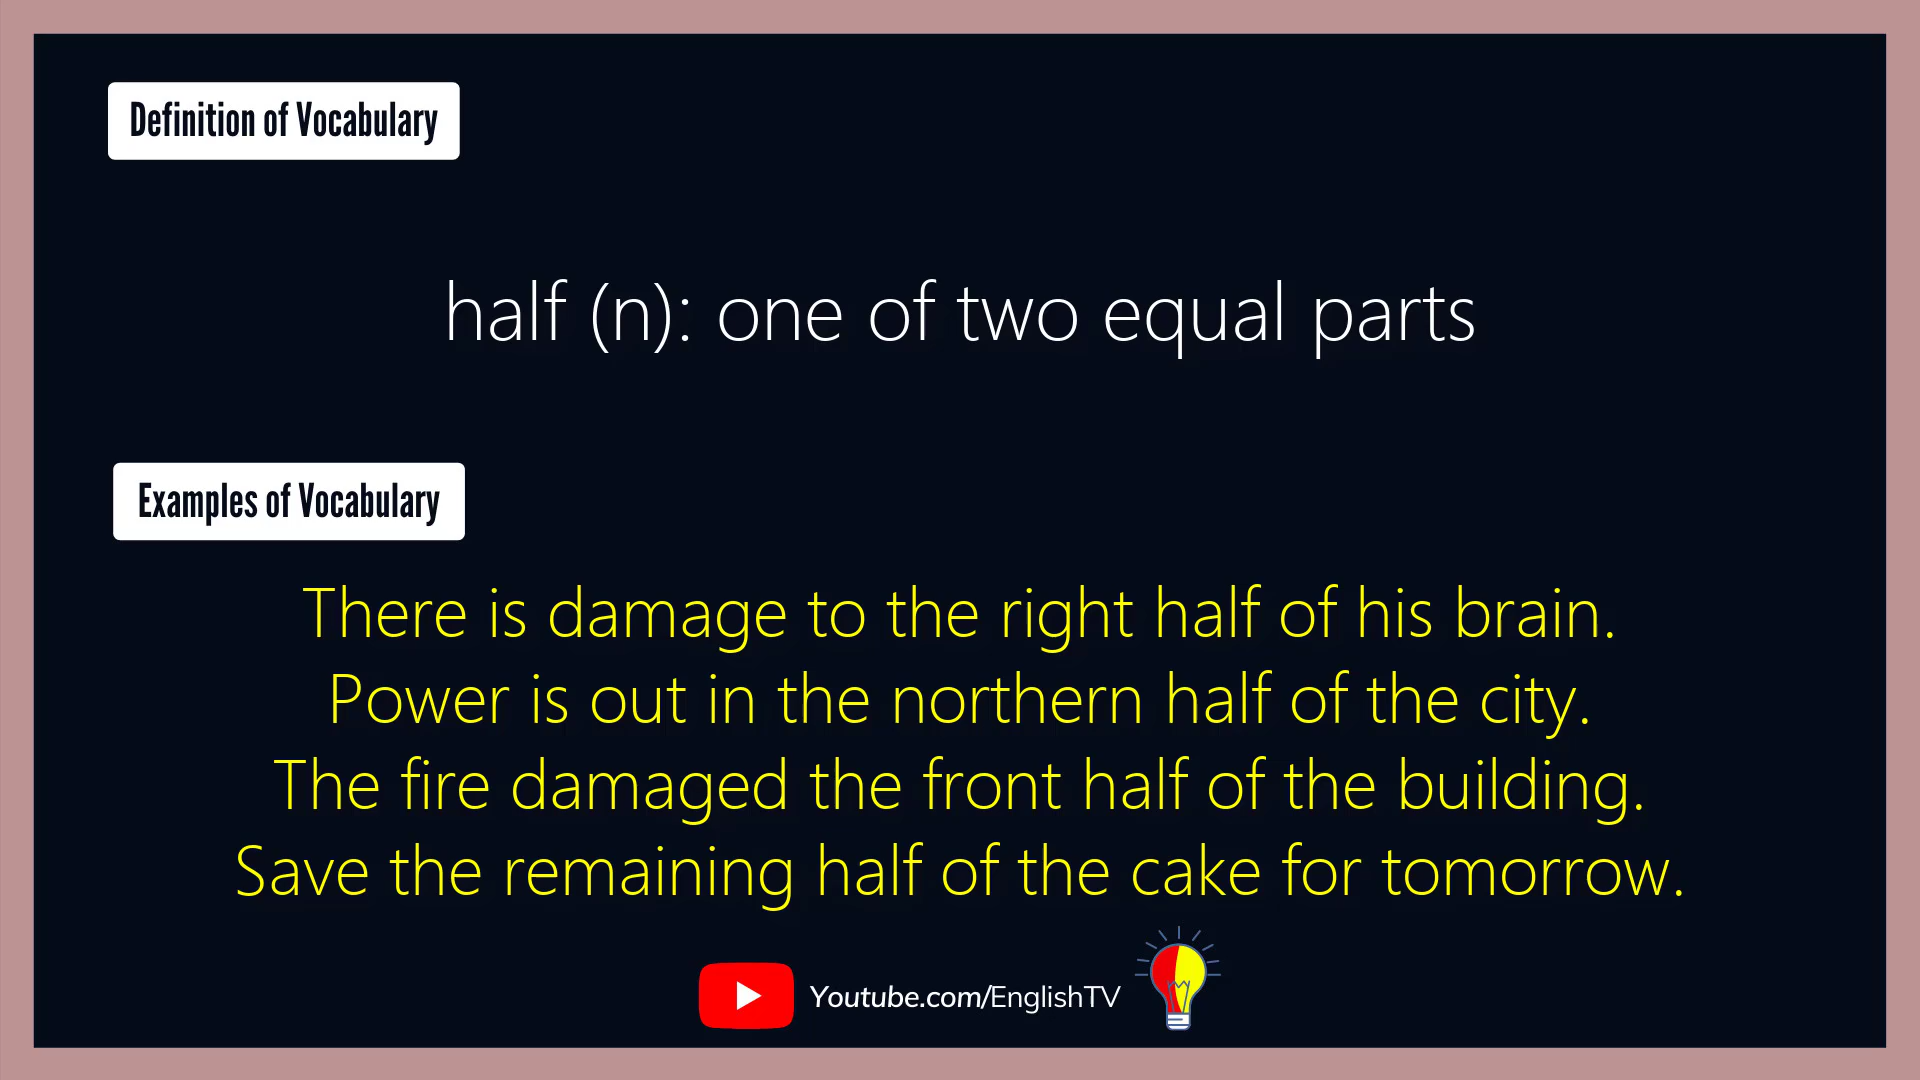 Definition of Vocabulary
half (n): one of two equal parts
Examples of Vocabulary
There is damage to the right half of his brain.
Power is out in the northern half of the city.
The fire damaged the front half of the building.
Save the remaining half of the cake for tomorrow.
Youtube.com/EnglishTV